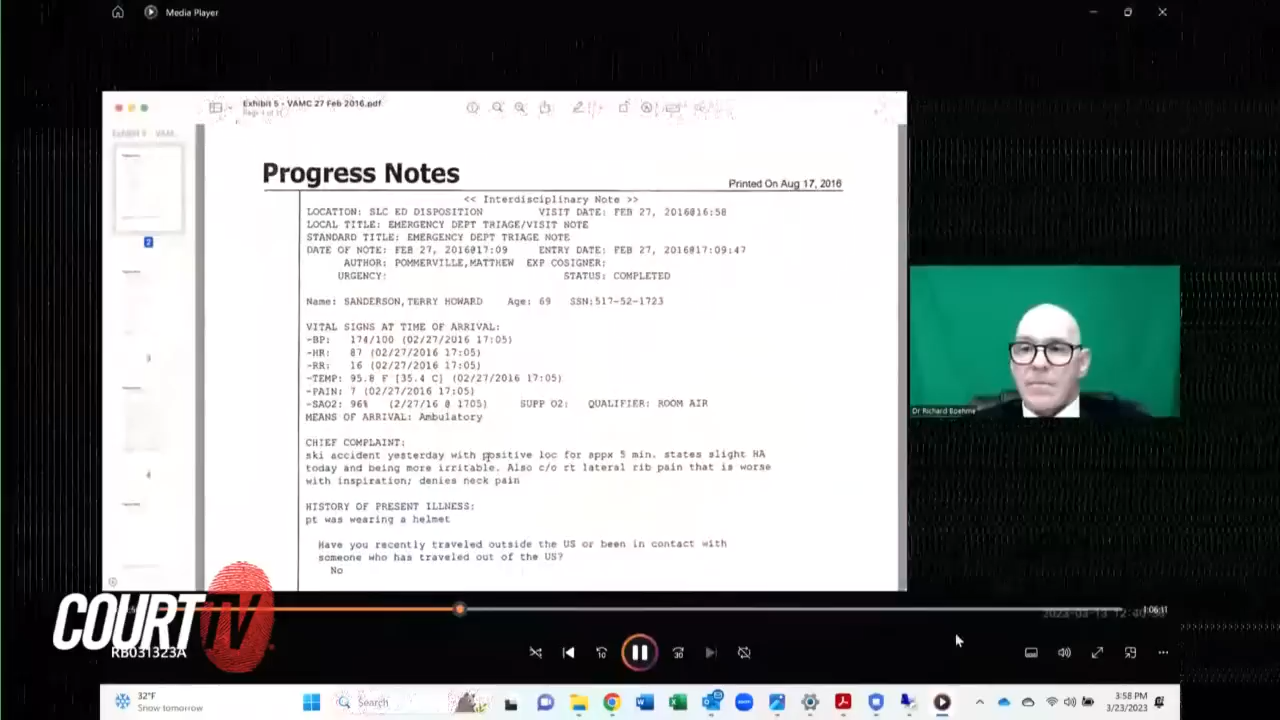 Media Player
Exhibit 5 - VAMC 27 Feb 2016.pdf
Progress Notes
Printed On Aug 17, 2016
<< Interdisciplinary Note >>
LOCATION: SLC ED DISPOSITION VISIT DATE: FEB 27, 2016@16:58
LOCAL TITLE: EMERGENCY DEPT TRIAGE/VISIT NOTE
STANDARD TITLE: EMERGENCY DEPT TRIAGE NOTE
DATE OF NOTE: FEB 27, 2016@17:09 ENTRY DATE: FEB 27, 2016@17:09:47
AUTHOR: POMMERVILLE,MATTHEW EXP COSIGNER:
URGENCY: STATUS: COMPLETED
Name: SANDERSON,TERRY HOWARD Age: 69 SSN:517-52-1723
VITAL SIGNS AT TIME OF ARRIVAL:
-BP: 174/100 (02/27/2016 17:05)
-HR: 87 (02/27/2016 17:05)
-RR: 16 (02/27/2016 17:05)
-TEMP: 95.8 F [35.4 C] (02/27/2016 17:05)
-PAIN: 7 (02/27/2016 17:05)
-SAO2: 96% (2/27/16 @ 1705) SUPP O2: QUALIFIER: ROOM AIR
MEANS OF ARRIVAL: Ambulatory
CHIEF COMPLAINT:
ski accident yesterday with positive loc for appx 5 min. states slight HA
today and being more irritable. Also c/o rt lateral rib pain that is worse
with inspiration; denies neck pain
HISTORY OF PRESENT ILLNESS:
pt was wearing a helmet
Have you recently traveled outside the US or been in contact with
someone who has traveled out of the US?
No
2
3
4
Dr Richard Boehme
COURT TV
RB031323A
1:06:11
10
30
32°F
Snow tomorrow
Search
3:58 PM
3/23/2023